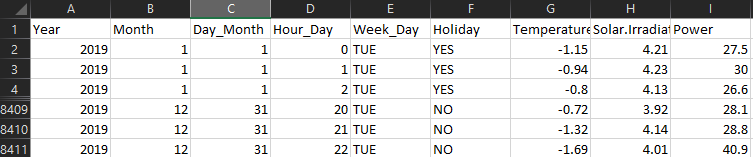 A B C D E F G H I
1 Year Month Day_Month Hour_Day Week_Day Holiday Temperature Solar.Irradiat Power
2 2019 1 1 0 TUE YES -1.15 4.21 27.5
3 2019 1 1 1 TUE YES -0.94 4.23 30
4 2019 1 1 2 TUE YES -0.8 4.13 26.6
8409 2019 12 31 20 TUE NO -0.72 3.92 28.1
8410 2019 12 31 21 TUE NO -1.32 4.14 28.8
8411 2019 12 31 22 TUE NO -1.69 4.01 40.9